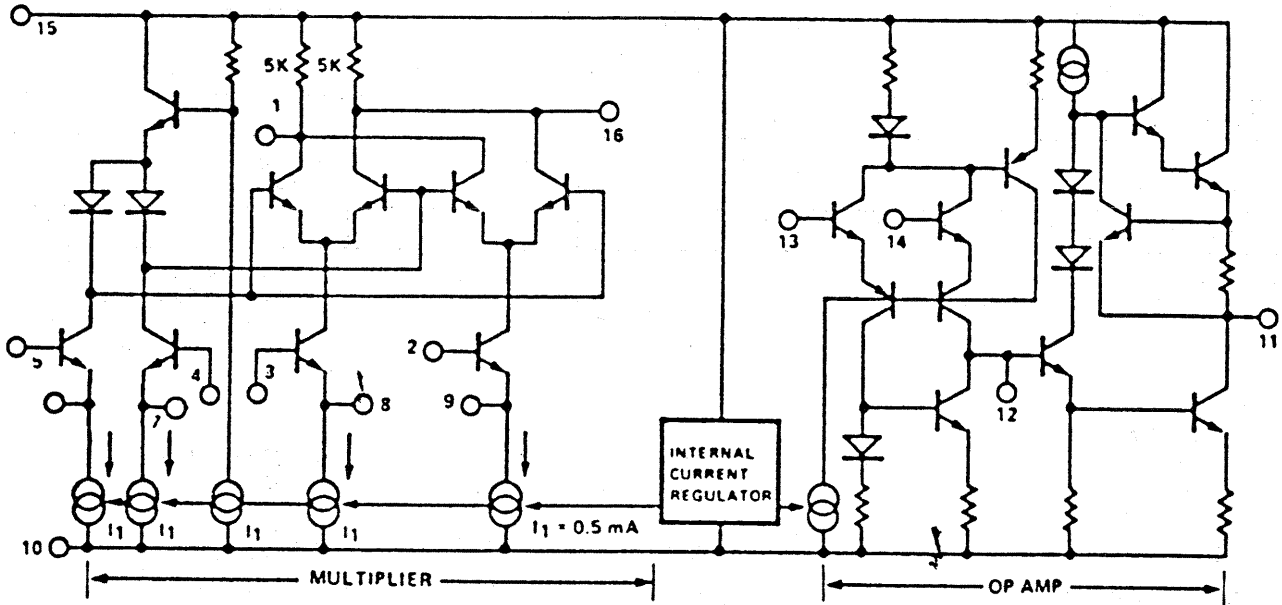 15
5K 5K
1
16
13
14
5
4
3
2
11
12
7
8
9
INTERNAL
CURRENT
REGULATOR
I1 I1 I1 I1 I1 = 0.5 mA
10
MULTIPLIER
OP AMP